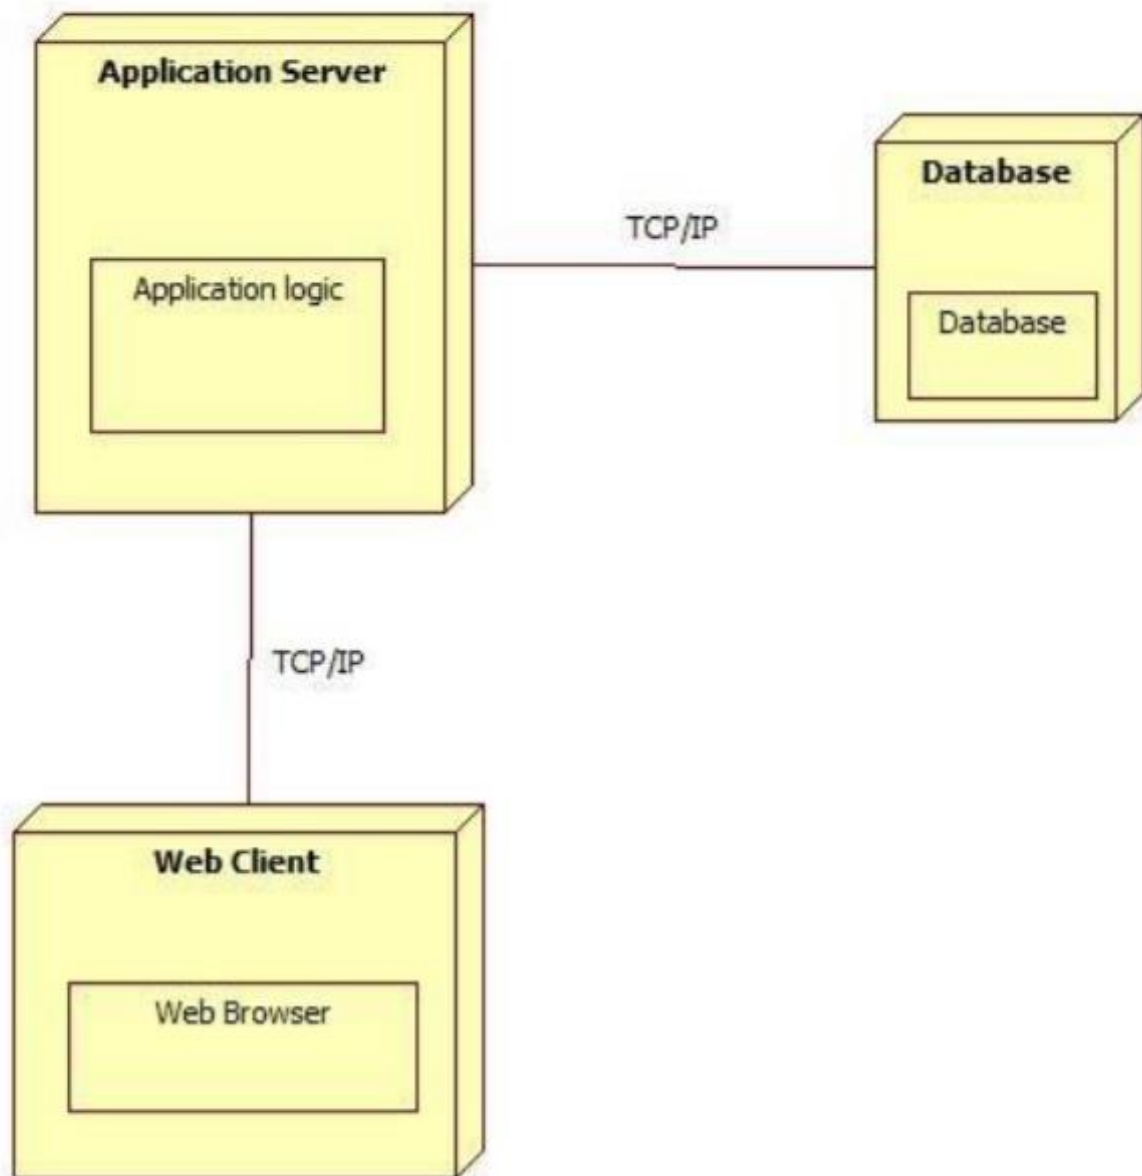 Application Server
Application logic
TCP/IP
Database
Database
TCP/IP
Web Client
Web Browser